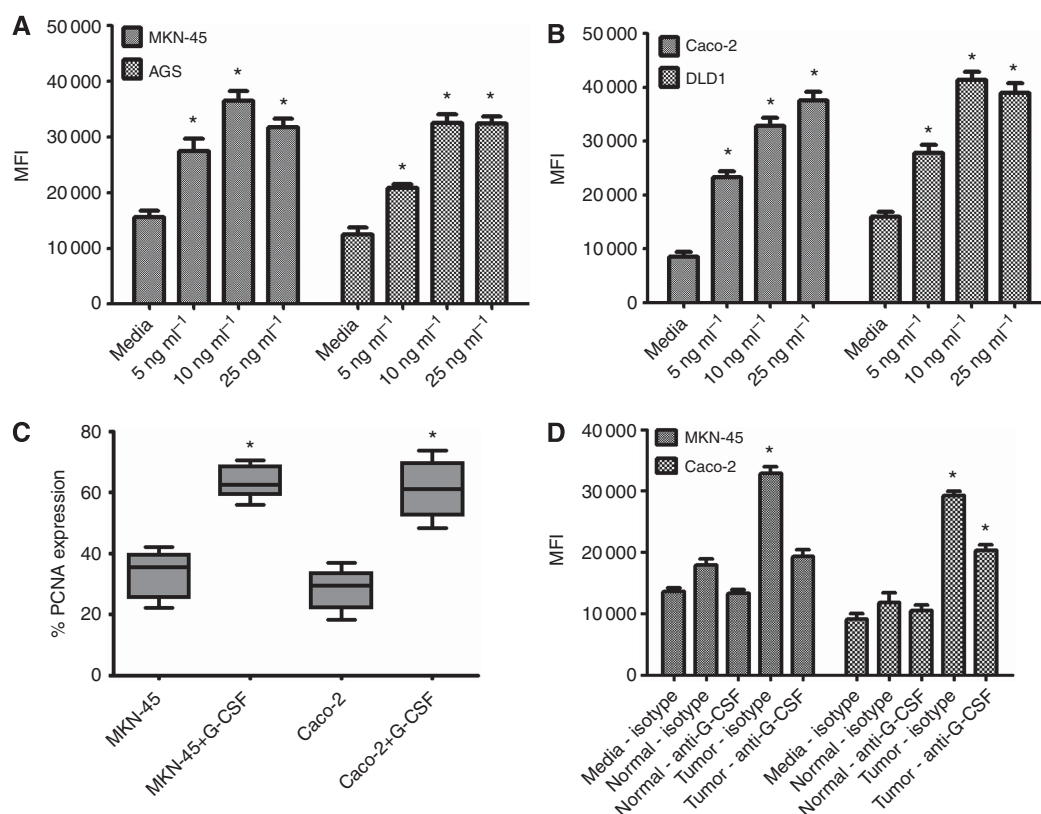 A
MFI
50 000
40 000
30 000
20 000
10 000
0
MKN-45
AGS
*
*
*
*
*
*
Media
5 ng ml⁻¹
10 ng ml⁻¹
25 ng ml⁻¹
Media
5 ng ml⁻¹
10 ng ml⁻¹
25 ng ml⁻¹
B
MFI
50 000
40 000
30 000
20 000
10 000
0
Caco-2
DLD1
*
*
*
*
*
*
Media
5 ng ml⁻¹
10 ng ml⁻¹
25 ng ml⁻¹
Media
5 ng ml⁻¹
10 ng ml⁻¹
25 ng ml⁻¹
C
% PCNA expression
80
60
40
20
0
*
*
MKN-45
MKN-45+G-CSF
Caco-2
Caco-2+G-CSF
D
MFI
40 000
30 000
20 000
10 000
0
MKN-45
Caco-2
*
*
*
Media - isotype
Normal - isotype
Normal - anti-G-CSF
Tumor - isotype
Tumor - anti-G-CSF
Media - isotype
Normal - isotype
Normal - anti-G-CSF
Tumor - isotype
Tumor - anti-G-CSF